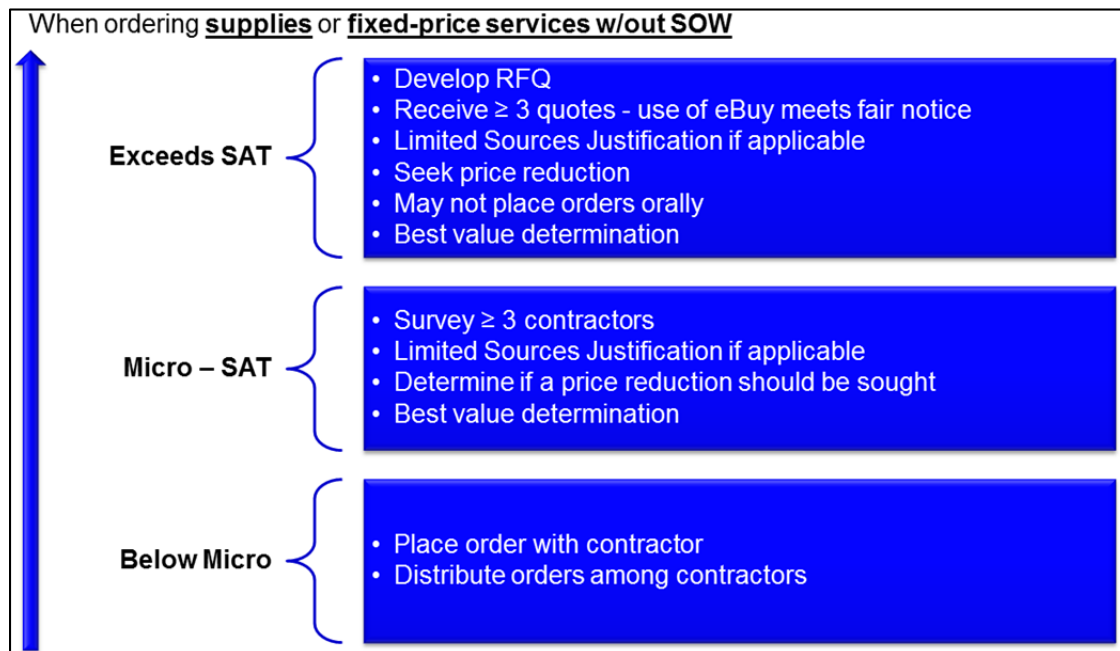 When ordering supplies or fixed-price services w/out SOW
Exceeds SAT
• Develop RFQ
• Receive ≥ 3 quotes - use of eBuy meets fair notice
• Limited Sources Justification if applicable
• Seek price reduction
• May not place orders orally
• Best value determination
Micro – SAT
• Survey ≥ 3 contractors
• Limited Sources Justification if applicable
• Determine if a price reduction should be sought
• Best value determination
Below Micro
• Place order with contractor
• Distribute orders among contractors